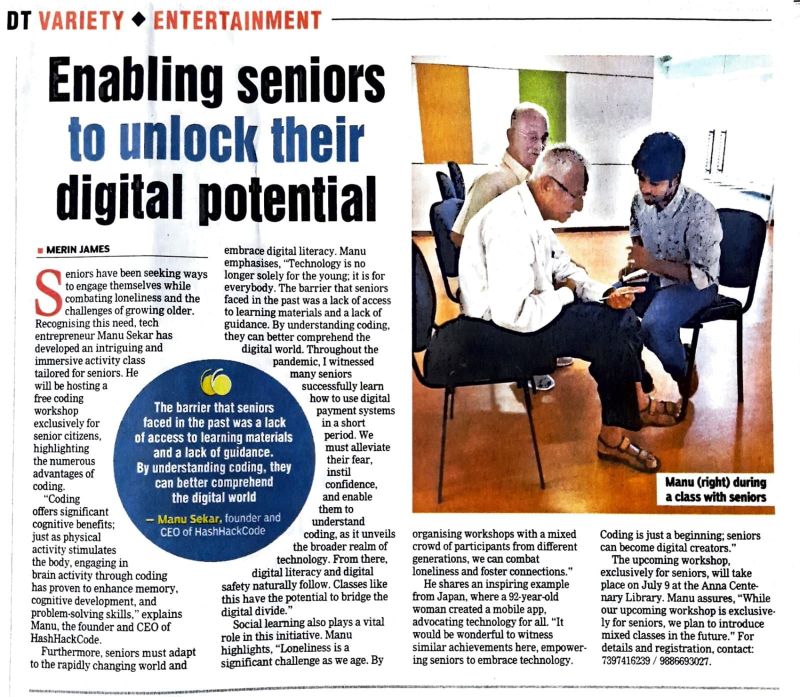 DT VARIETY ◆ ENTERTAINMENT
Enabling seniors
to unlock their
digital potential
■ MERIN JAMES
Seniors have been seeking ways
to engage themselves while
combating loneliness and the
challenges of growing older.
Recognising this need, tech
entrepreneur Manu Sekar has
developed an intriguing and
immersive activity class
tailored for seniors. He
will be hosting a
free coding
workshop
exclusively for
senior citizens,
highlighting
the numerous
advantages of
coding.
“Coding
offers significant
cognitive benefits;
just as physical
activity stimulates
the body, engaging in
brain activity through coding
has proven to enhance memory,
cognitive development, and
problem-solving skills,” explains
Manu, the founder and CEO of
HashHackCode.
Furthermore, seniors must adapt
to the rapidly changing world and
embrace digital literacy. Manu
emphasises, “Technology is no
longer solely for the young; it is for
everybody. The barrier that seniors
faced in the past was a lack of access
to learning materials and a lack of
guidance. By understanding coding,
they can better comprehend the
digital world. Throughout the
pandemic, I witnessed
many seniors
successfully learn
how to use digital
payment systems
in a short
period. We
must alleviate
their fear,
instil
confidence,
and enable
them to
understand
coding, as it unveils
the broader realm of
technology. From there,
digital literacy and digital
safety naturally follow. Classes like
this have the potential to bridge the
digital divide.”
Social learning also plays a vital
role in this initiative. Manu
highlights, “Loneliness is a
significant challenge as we age. By
The barrier that seniors
faced in the past was a lack
of access to learning materials
and a lack of guidance.
By understanding coding, they
can better comprehend
the digital world
— Manu Sekar, founder and
CEO of HashHackCode
Manu (right) during
a class with seniors
organising workshops with a mixed
crowd of participants from different
generations, we can combat
loneliness and foster connections.”
He shares an inspiring example
from Japan, where a 92-year-old
woman created a mobile app,
advocating technology for all. “It
would be wonderful to witness
similar achievements here, empower-
ing seniors to embrace technology.
Coding is just a beginning; seniors
can become digital creators.”
The upcoming workshop,
exclusively for seniors, will take
place on July 9 at the Anna Cente-
nary Library. Manu assures, “While
our upcoming workshop is exclusive-
ly for seniors, we plan to introduce
mixed classes in the future.” For
details and registration, contact:
7397416239 / 9886693027.